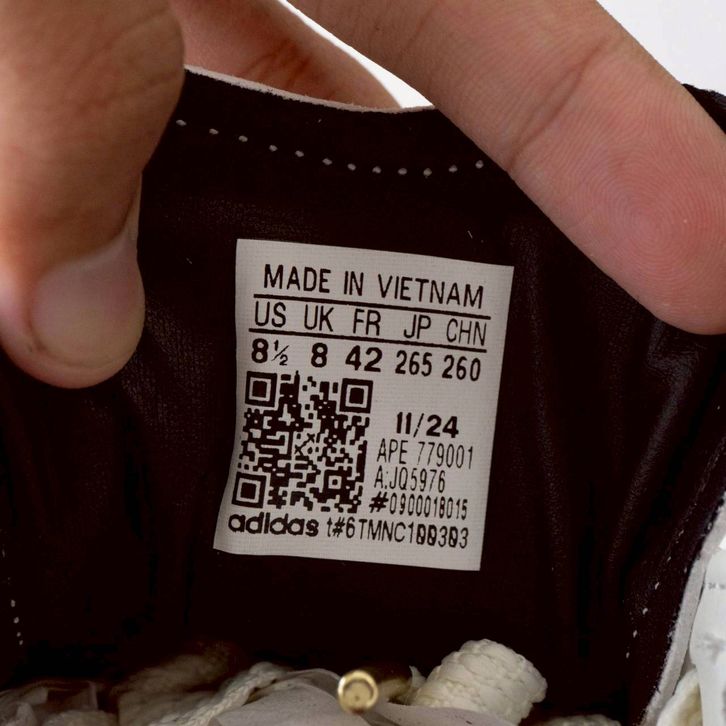 MADE IN VIETNAM
US UK FR JP CHN
8½ 8 42 265 260
11/24
APE 779001
A:JQ5976
#0900018015
adidas t#6TMNC100303